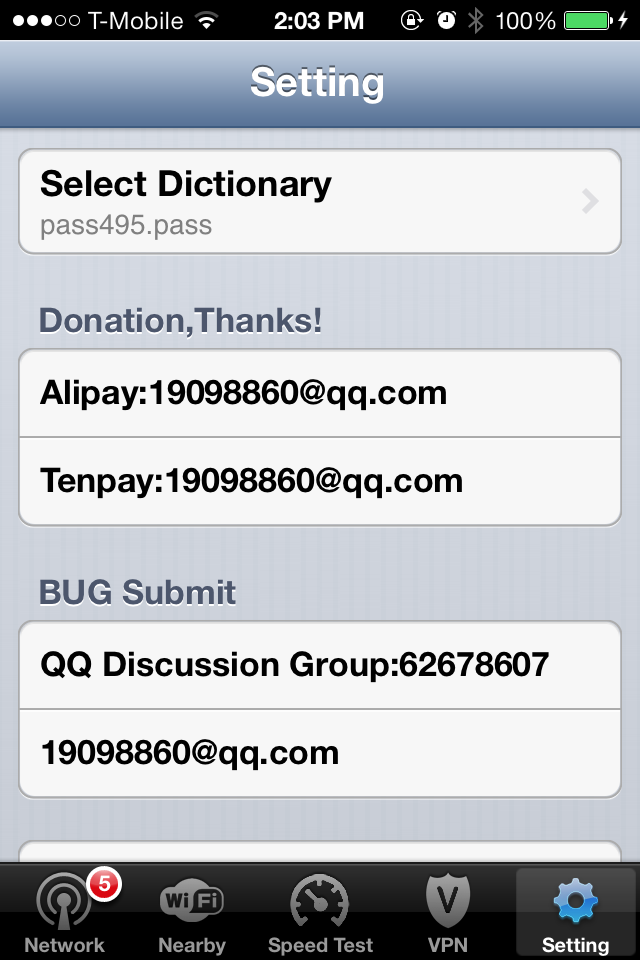 T-Mobile 2:03 PM 100%
Setting
Select Dictionary
pass495.pass
Donation,Thanks!
Alipay:19098860@qq.com
Tenpay:19098860@qq.com
BUG Submit
QQ Discussion Group:62678607
19098860@qq.com
5
WiFi V
Network Nearby Speed Test VPN Setting